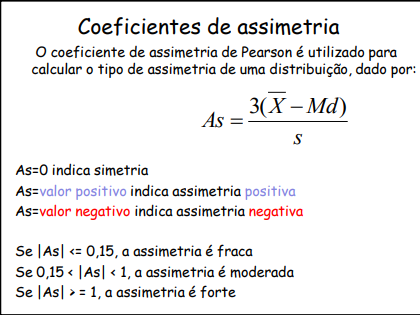 Coeficientes de assimetria
O coeficiente de assimetria de Pearson é utilizado para
calcular o tipo de assimetria de uma distribuição, dado por:
As = 3(X̅ − Md) / s
As=0 indica simetria
As=valor positivo indica assimetria positiva
As=valor negativo indica assimetria negativa
Se |As| <= 0,15, a assimetria é fraca
Se 0,15 < |As| < 1, a assimetria é moderada
Se |As| > = 1, a assimetria é forte